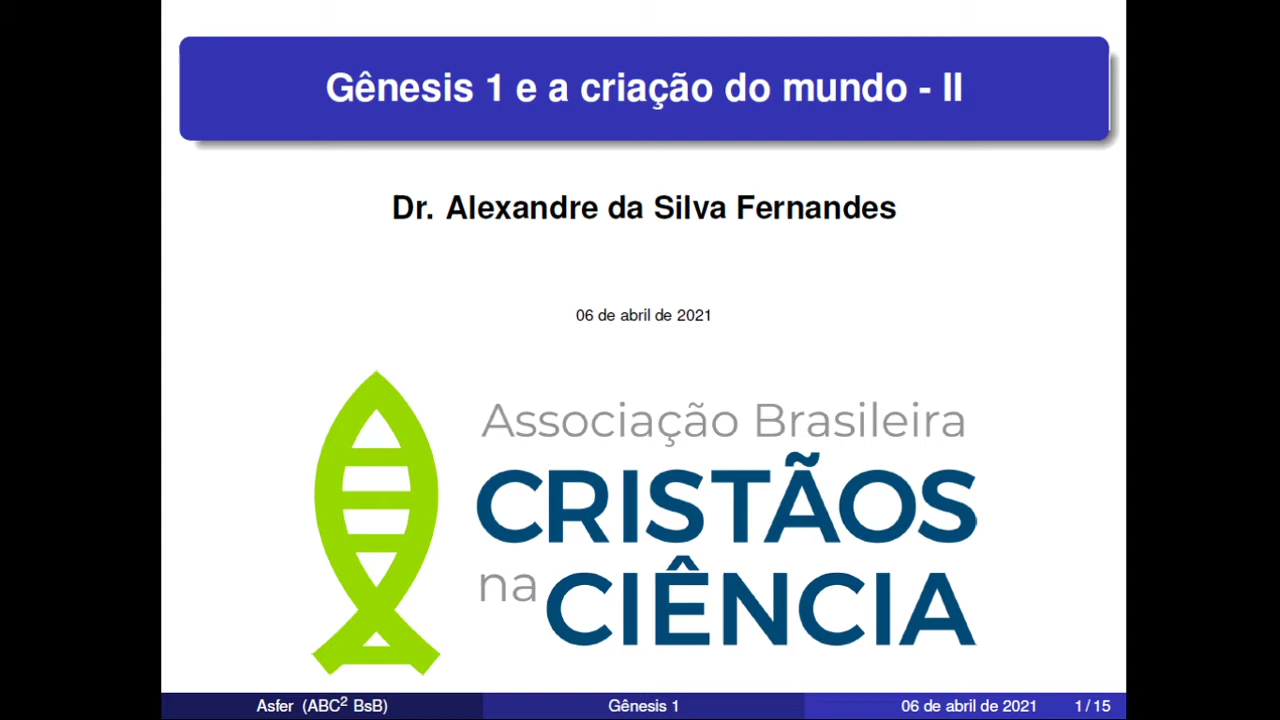 Gênesis 1 e a criação do mundo - II
Dr. Alexandre da Silva Fernandes
06 de abril de 2021
Associação Brasileira
CRISTÃOS
na CIÊNCIA
Asfer (ABC² BsB) Gênesis 1 06 de abril de 2021 1 / 15